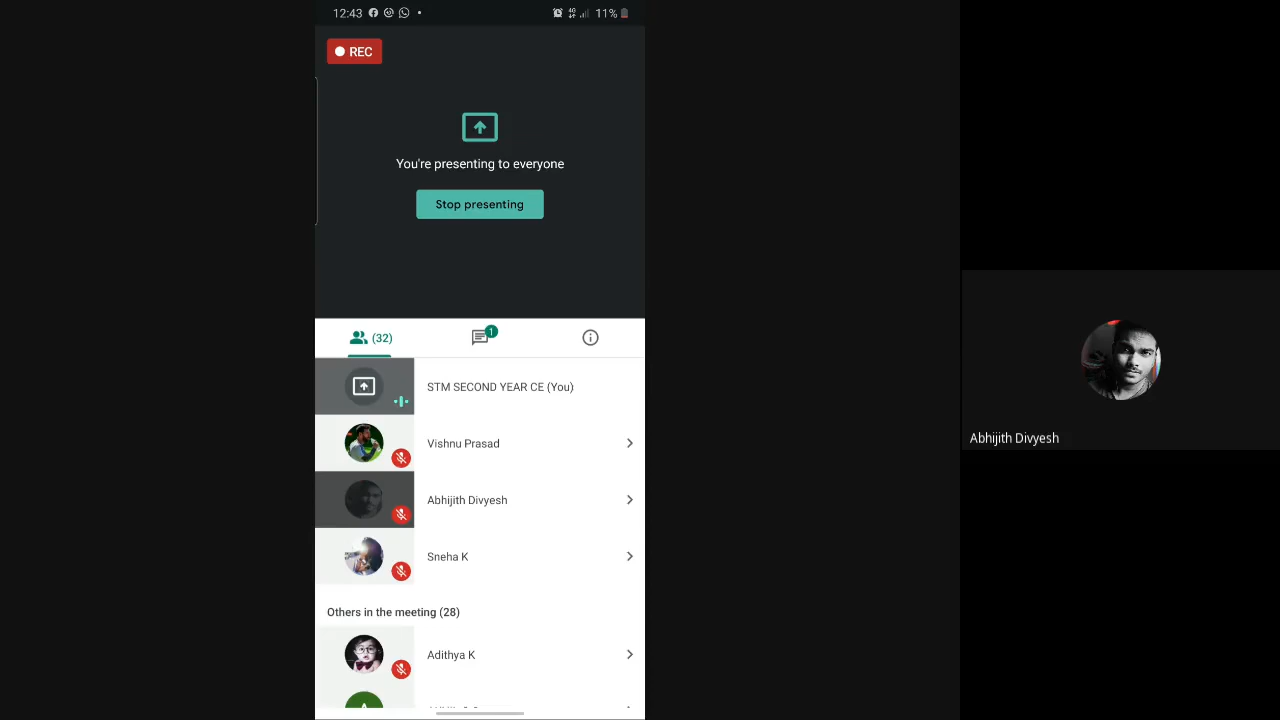 12:43
4G
11%
REC
You're presenting to everyone
Stop presenting
(32)
1
STM SECOND YEAR CE (You)
Vishnu Prasad
Abhijith Divyesh
Sneha K
Others in the meeting (28)
Adithya K
Abhijith Divyesh